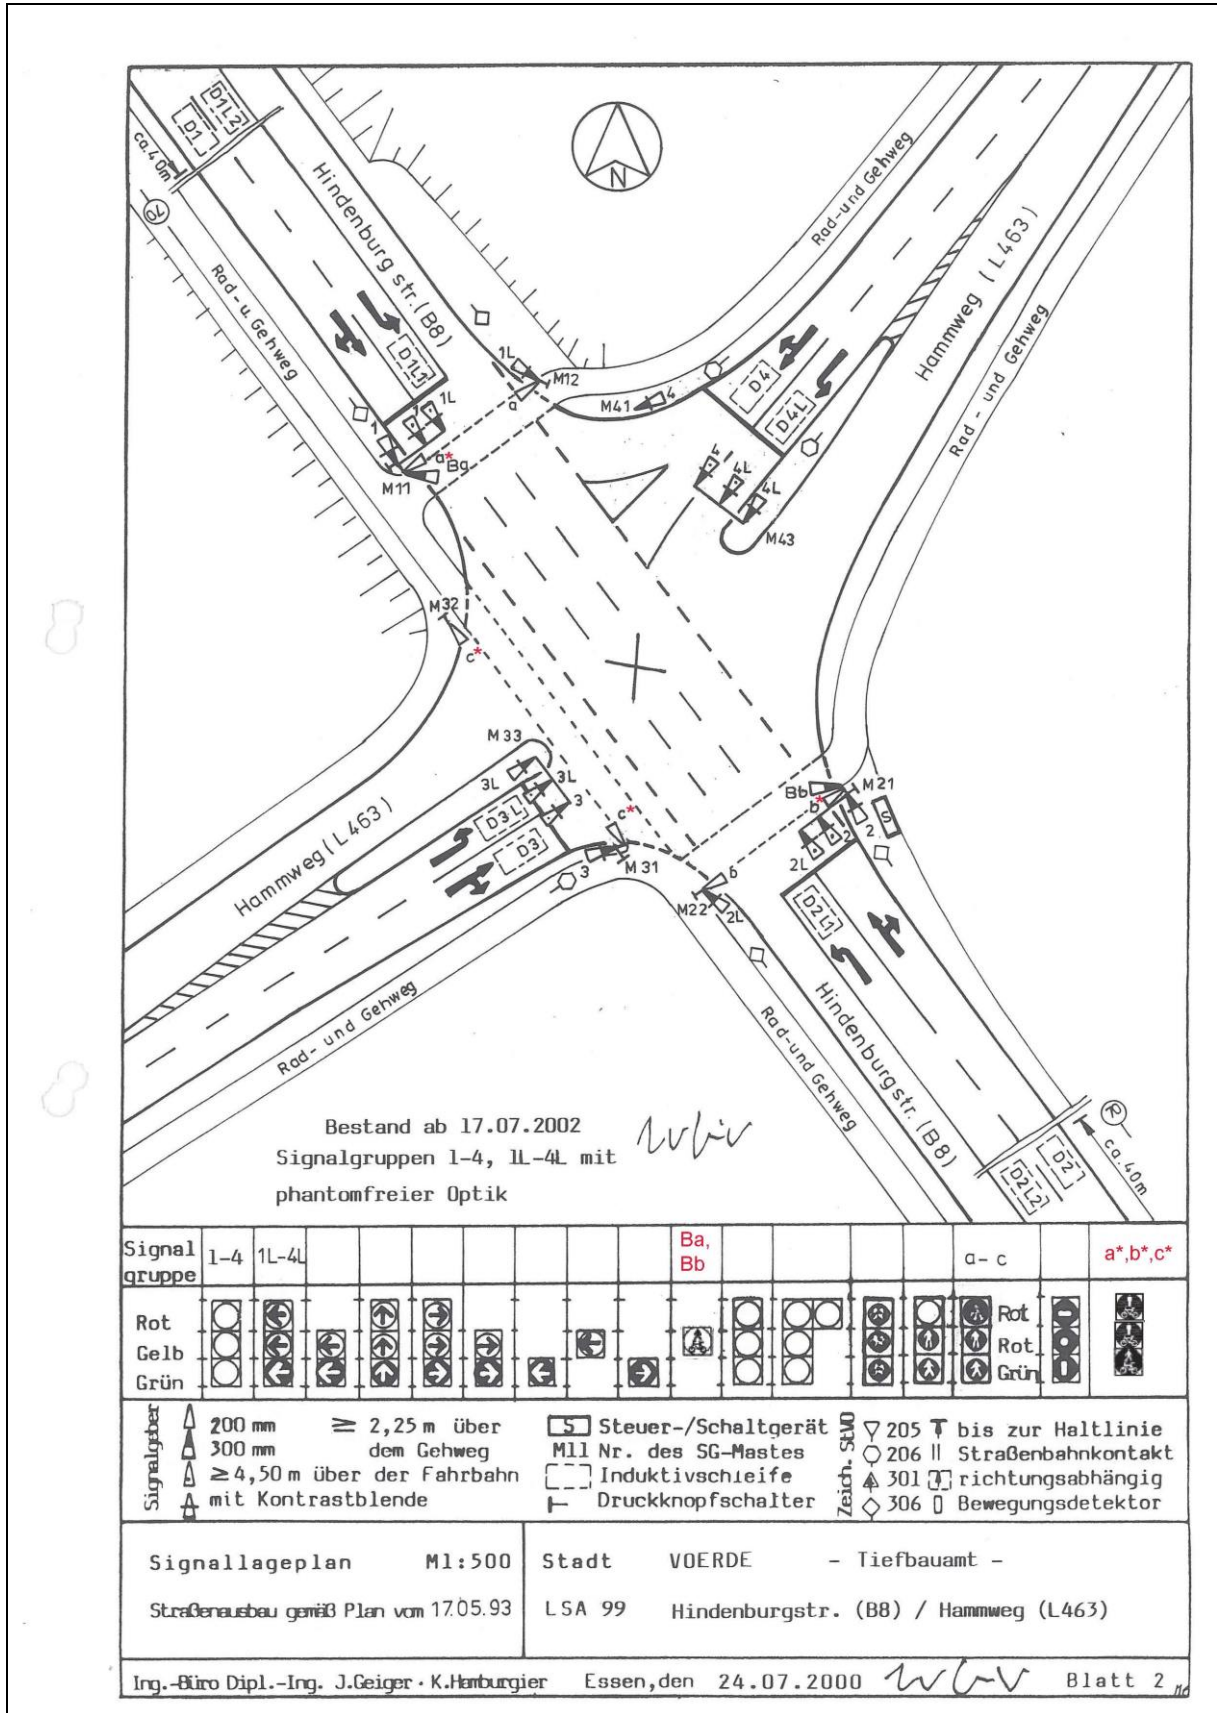 D1
D1L2
ca.40m
Hindenburg str.(B8)
N
Rad-und Gehweg
Hammweg (L463)
Rad- u. Gehweg
Rad- und Gehweg
D1L1
1L
M12
a
M41
4
D4
D4L
1
1L
1
a*
Ba
M11
4
4L
4L
M43
M32
c*
M33
3L
3L
3
D3L
D3
c*
3
M31
Hammweg (L463)
Bb
b*
M21
S
2
2
2L
b
M22
2L
D2L1
Rad- und Gehweg
Rad-und Gehweg
Hindenburgstr. (B8)
R
ca.40m
D2
D2L2
Bestand ab 17.07.2002
Signalgruppen 1-4, 1L-4L mit
phantomfreier Optik
Signal gruppe
1-4
1L-4L
Ba, Bb
a-c
a*,b*,c*
Rot
Gelb
Grün
Rot
Rot
Grün
Signalgeber
200 mm
300 mm
≥ 2,25 m über dem Gehweg
≥4,50 m über der Fahrbahn
mit Kontrastblende
S Steuer-/Schaltgerät
M11 Nr. des SG-Mastes
Induktivschleife
Druckknopfschalter
Zeich. StVO
205
206
301
306
bis zur Haltlinie
Straßenbahnkontakt
richtungsabhängig
Bewegungsdetektor
Signallageplan M1:500
Straßenausbau gemäß Plan vom 17.05.93
Stadt VOERDE - Tiefbauamt -
LSA 99 Hindenburgstr. (B8) / Hammweg (L463)
Ing.-Büro Dipl.-Ing. J.Geiger · K.Hamburgier Essen,den 24.07.2000 Blatt 2